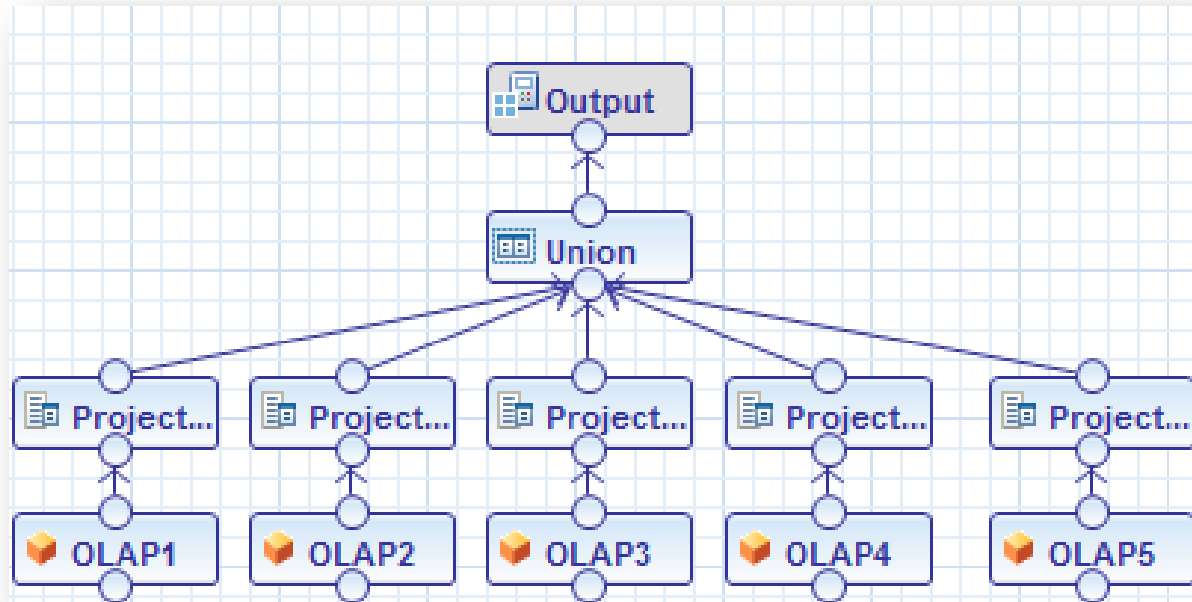 Output
Union
Project...
Project...
Project...
Project...
Project...
OLAP1
OLAP2
OLAP3
OLAP4
OLAP5